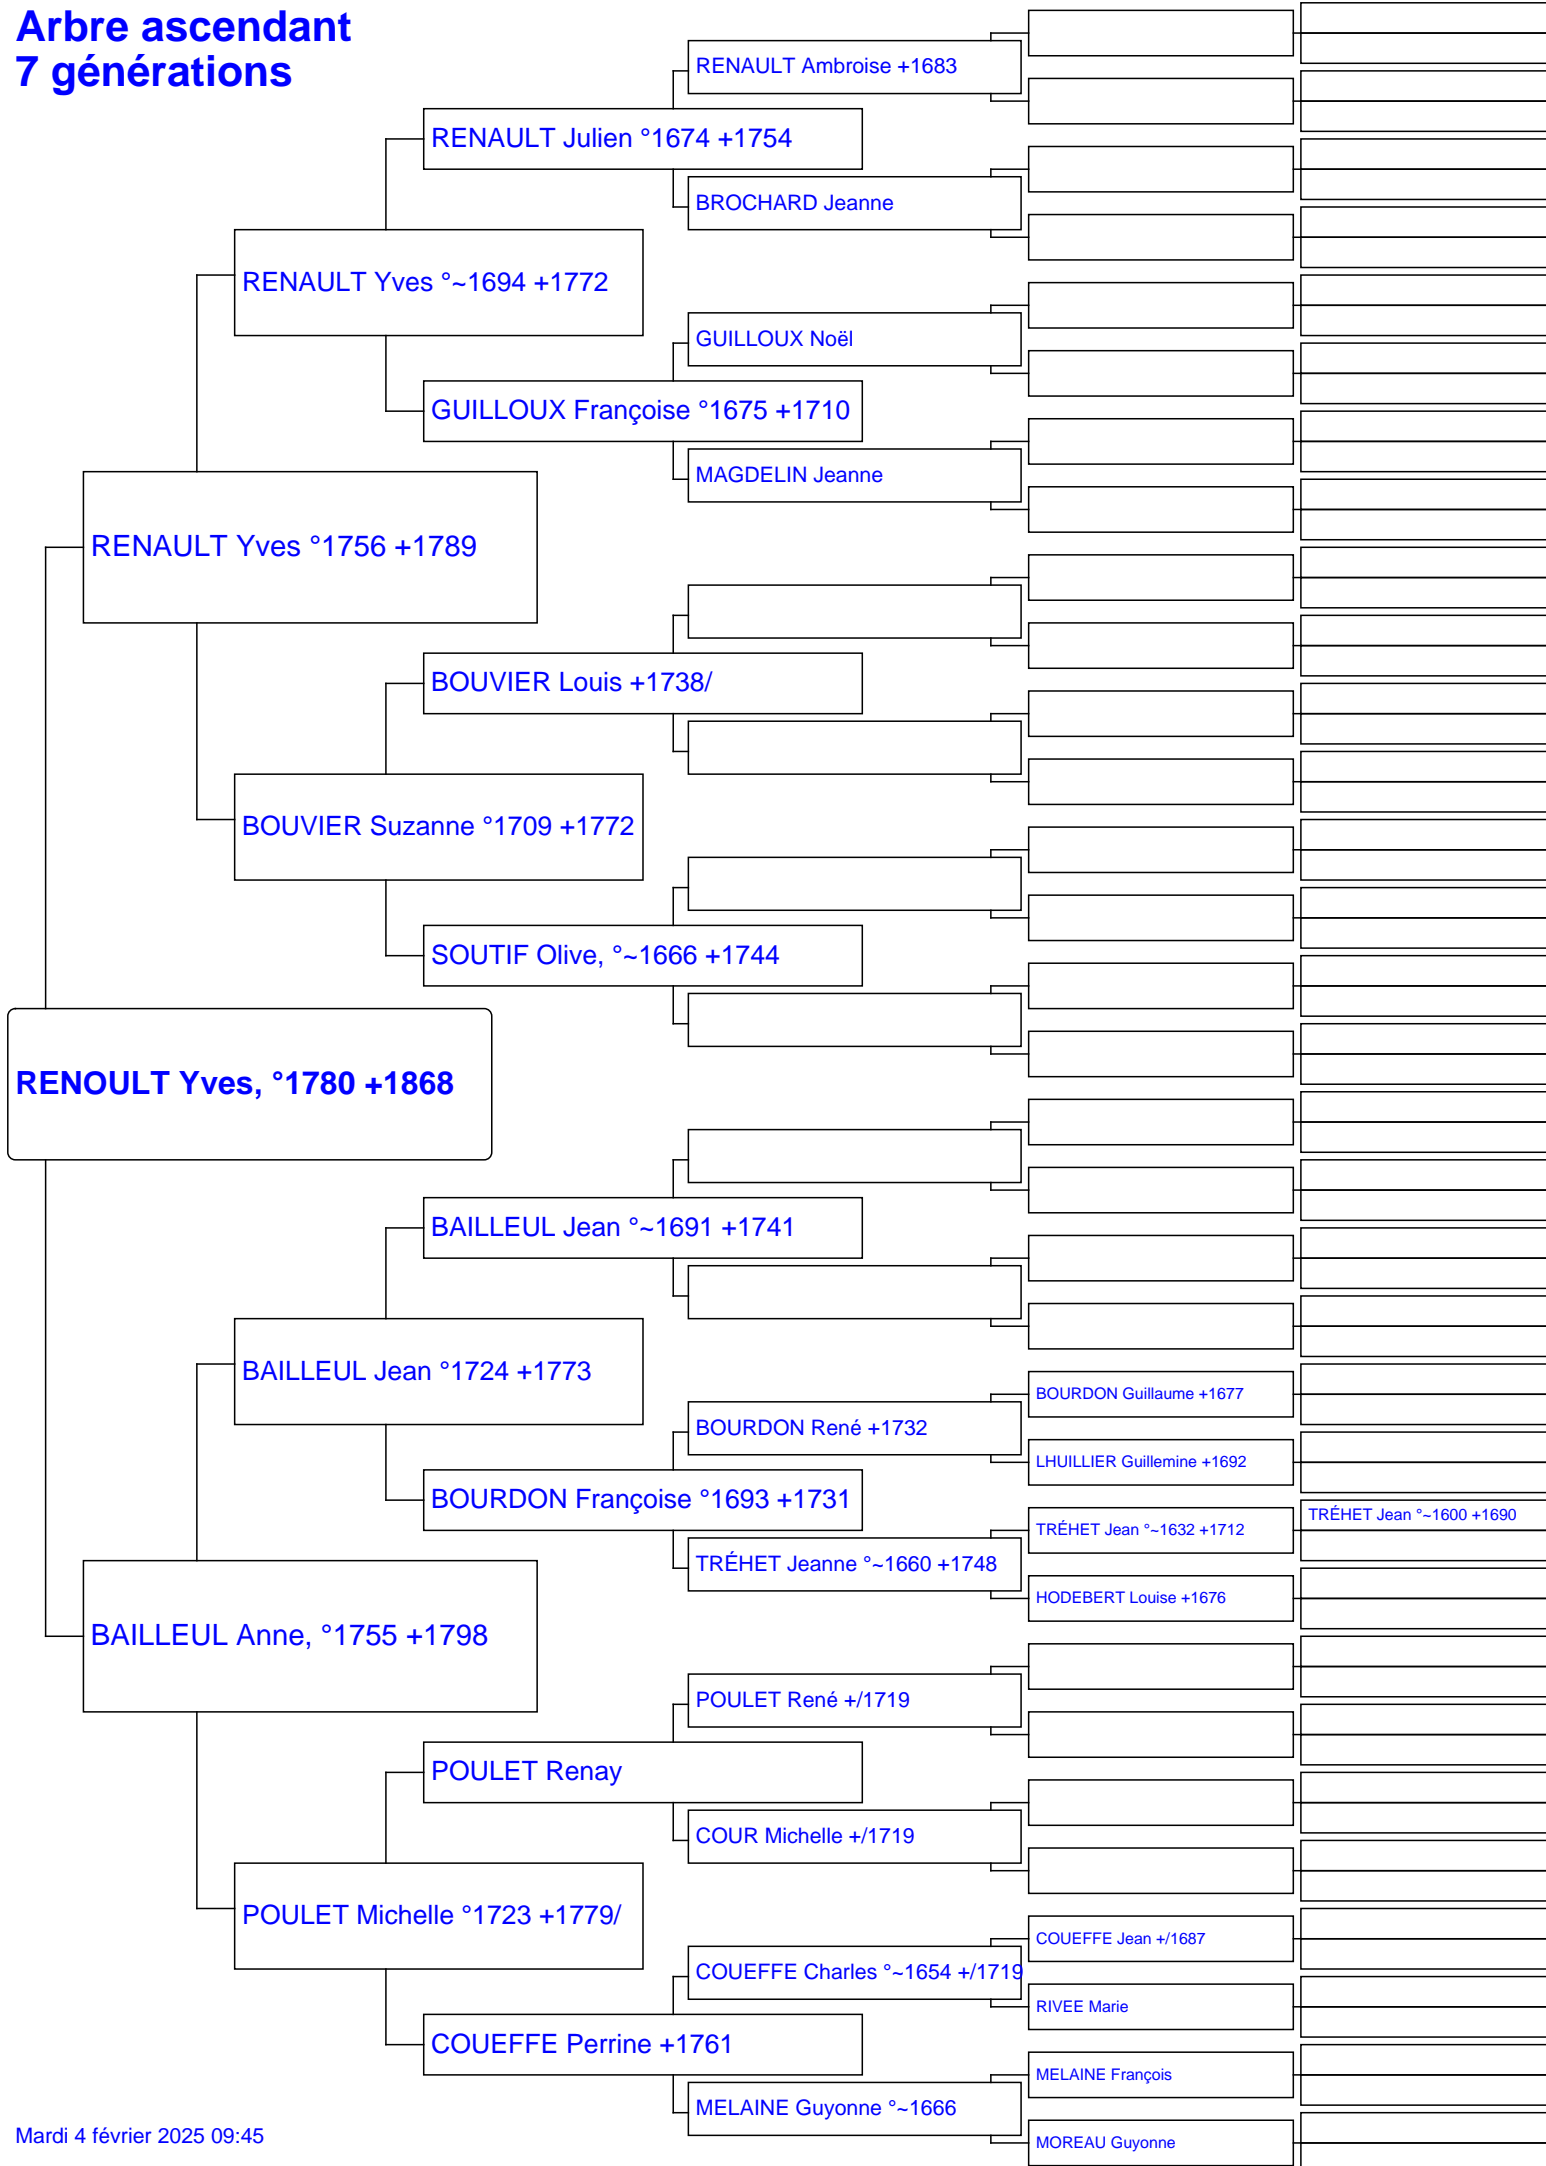 Arbre ascendant
7 générations
RENAULT Ambroise +1683
RENAULT Julien °1674 +1754
BROCHARD Jeanne
RENAULT Yves °~1694 +1772
GUILLOUX Noël
GUILLOUX Françoise °1675 +1710
MAGDELIN Jeanne
RENAULT Yves °1756 +1789
BOUVIER Louis +1738/
BOUVIER Suzanne °1709 +1772
SOUTIF Olive, °~1666 +1744
RENOULT Yves, °1780 +1868
BAILLEUL Jean °~1691 +1741
BAILLEUL Jean °1724 +1773
BOURDON Guillaume +1677
BOURDON René +1732
LHUILLIER Guillemine +1692
BOURDON Françoise °1693 +1731
TRÉHET Jean °~1600 +1690
TRÉHET Jean °~1632 +1712
TRÉHET Jeanne °~1660 +1748
HODEBERT Louise +1676
BAILLEUL Anne, °1755 +1798
POULET René +/1719
POULET Renay
COUR Michelle +/1719
POULET Michelle °1723 +1779/
COUEFFE Jean +/1687
COUEFFE Charles °~1654 +/1719
RIVEE Marie
COUEFFE Perrine +1761
MELAINE François
MELAINE Guyonne °~1666
MOREAU Guyonne
Mardi 4 février 2025 09:45